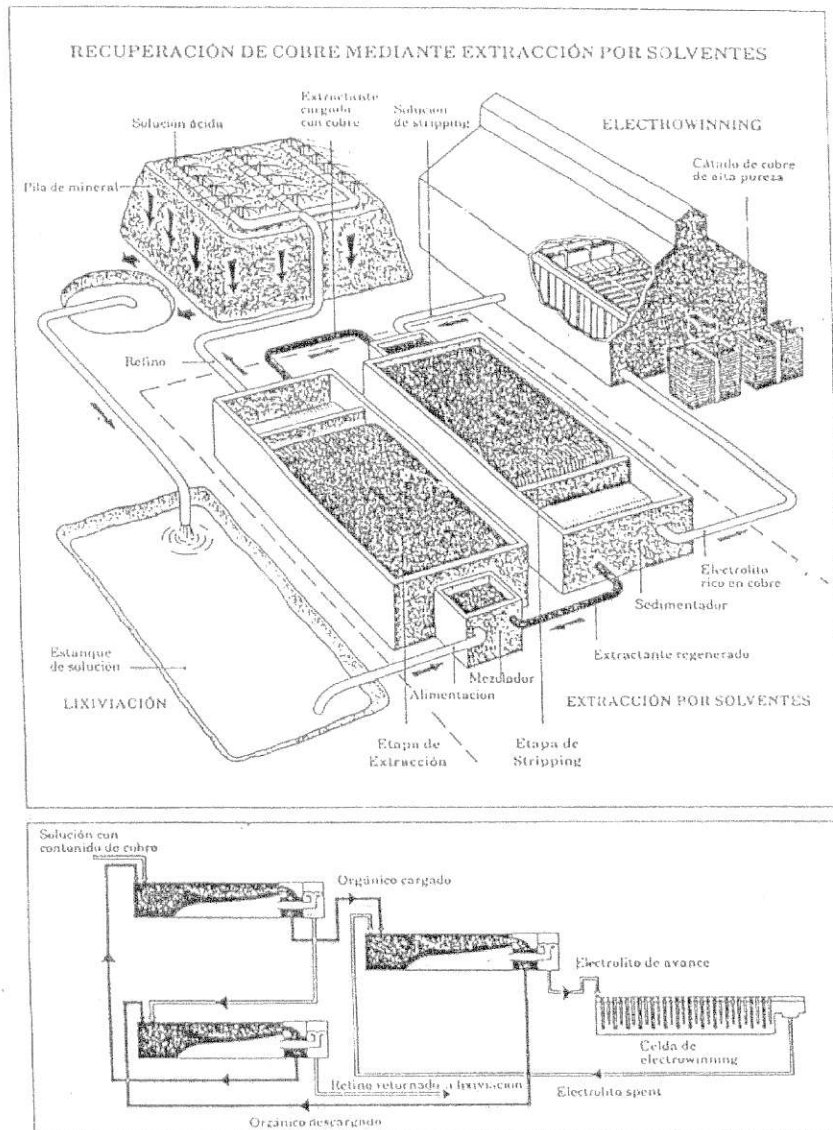 RECUPERACIÓN DE COBRE MEDIANTE EXTRACCIÓN POR SOLVENTES
Extractante
cargado
con cobre
Solución
de stripping
Solución ácida
ELECTROWINNING
Pila de mineral
Cátodo de cobre
de alta pureza
Refino
Electrolito
rico en cobre
Sedimentador
Estanque
de solución
Extractante regenerado
Mezclador
Alimentación
LIXIVIACIÓN
EXTRACCIÓN POR SOLVENTES
Etapa de
Extracción
Etapa de
Stripping
Solución con
contenido de cobre
Orgánico cargado
Electrolito de avance
Celda de
electrowinning
Refino retornado a lixiviación
Electrolito spent
Orgánico descargado